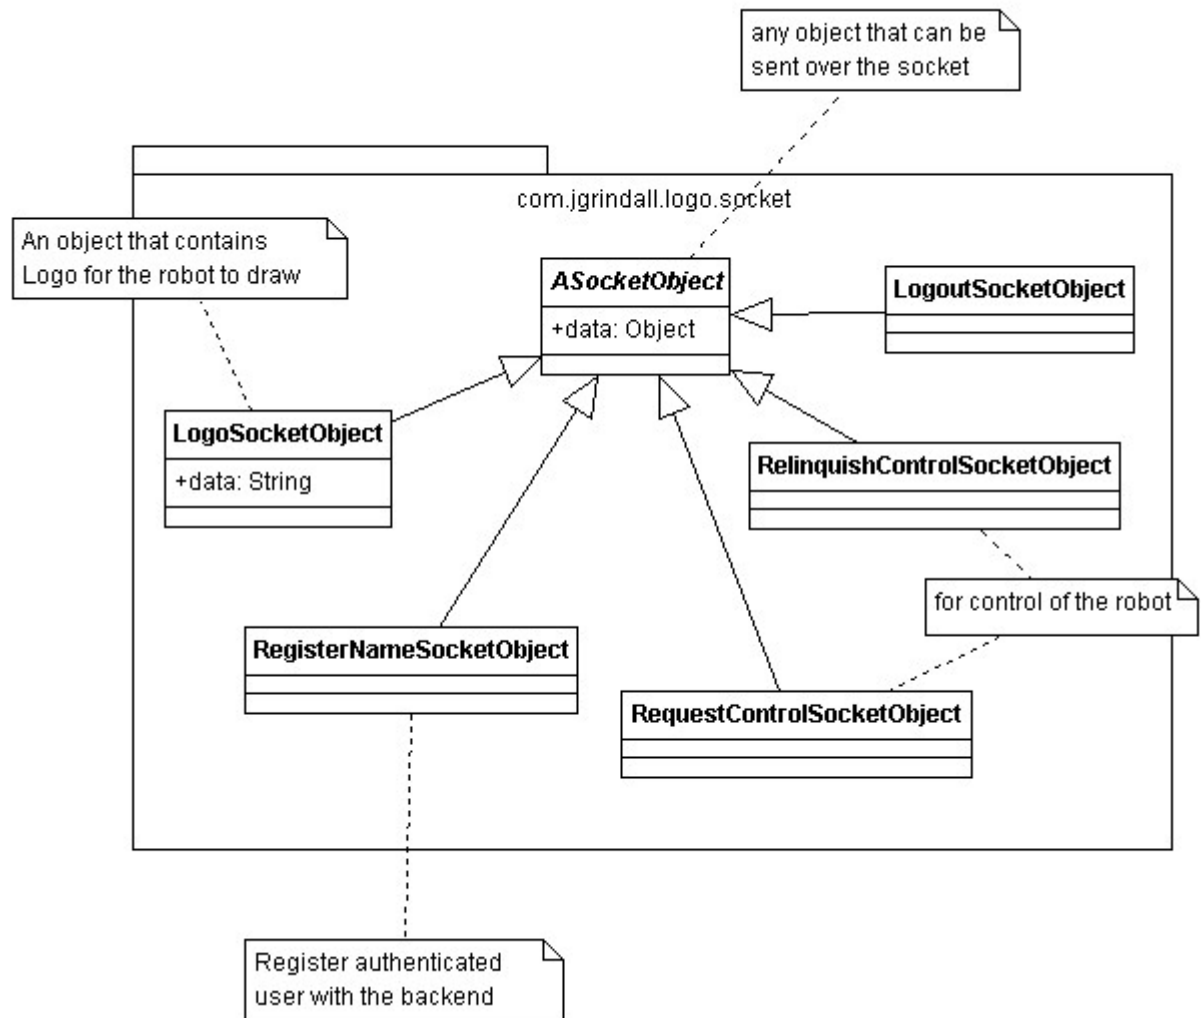 any object that can be
sent over the socket
com.jgrindall.logo.socket
An object that contains
Logo for the robot to draw
ASocketObject
+data: Object
LogoutSocketObject
LogoSocketObject
+data: String
RelinquishControlSocketObject
for control of the robot
RegisterNameSocketObject
RequestControlSocketObject
Register authenticated
user with the backend